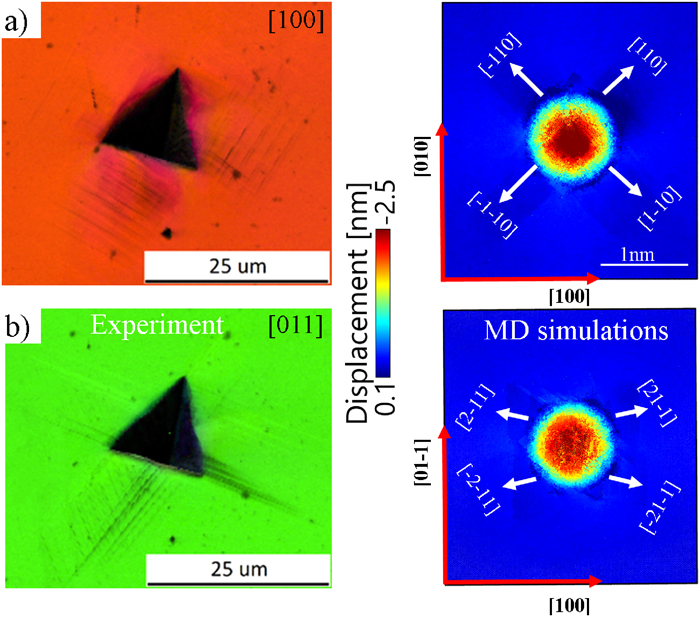 a)
[100]
25 um
[-110]
[110]
[-1-10]
[1-10]
[010]
1nm
[100]
Displacement [nm]
-2.5
0.1
b)
Experiment
[011]
25 um
MD simulations
[2-11]
[21-1]
[-2-11]
[-21-1]
[01-1]
[100]